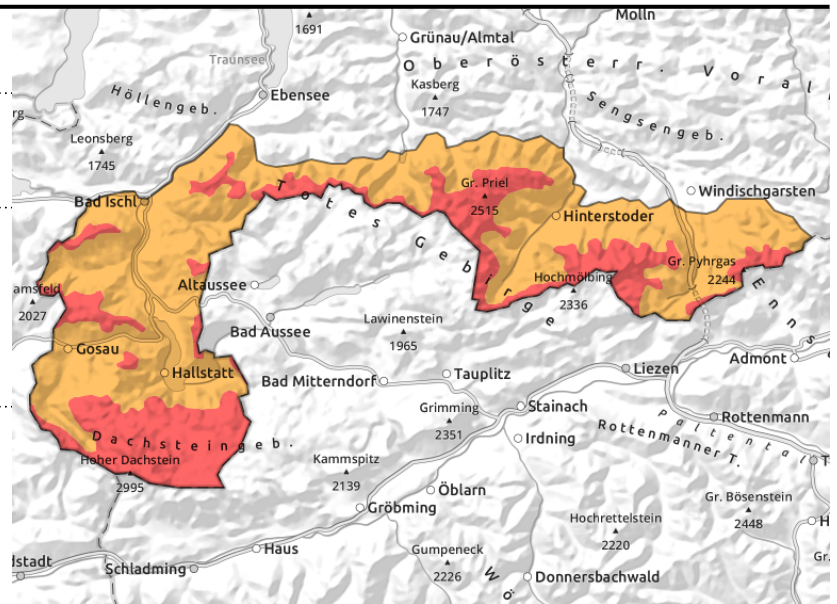 1691
Molln
Grünau/Almtal
Traunsee
Oberösterr. Voral
Kasberg
1747
Höllengeb.
Ebensee
Sengsengeb.
rg
Leonsberg
1745
Bad Ischl
Totes Gebirge
Gr. Priel
2515
Windischgarsten
Hinterstoder
Gr. Pyhrgas
2244
Hochmölbing
2336
amsfeld
2027
Altaussee
Bad Aussee
Lawinenstein
1965
Enns
Gosau
Hallstatt
Bad Mitterndorf
Tauplitz
Liezen
Admont
Grimming
2351
Stainach
Irdning
Rottenmann
Paltental
Rottenmanner T.
Dachsteingeb.
Hoher Dachstein
2995
Kammspitz
2139
Öblarn
Gröbming
T
Gr. Bösenstein
2448
Hochrettelstein
2220
H
Haus
Gumpeneck
2226
Wö
Gr.
dstadt
Schladming
Donnersbachwald